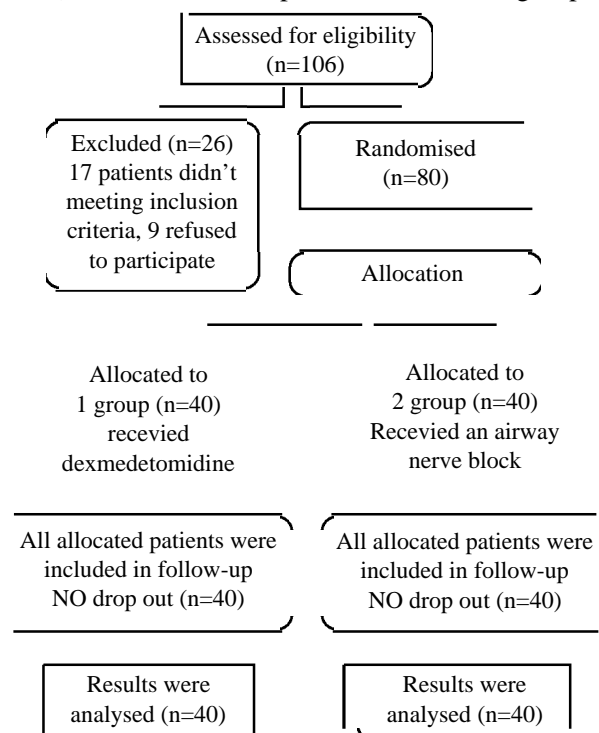 Assessed for eligibility
(n=106)
Excluded (n=26)
17 patients didn't
meeting inclusion
criteria, 9 refused
to participate
Randomised
(n=80)
Allocation
Allocated to
1 group (n=40)
recevied
dexmedetomidine
Allocated to
2 group (n=40)
Recevied an airway
nerve block
All allocated patients were
included in follow-up
NO drop out (n=40)
All allocated patients were
included in follow-up
NO drop out (n=40)
Results were
analysed (n=40)
Results were
analysed (n=40)